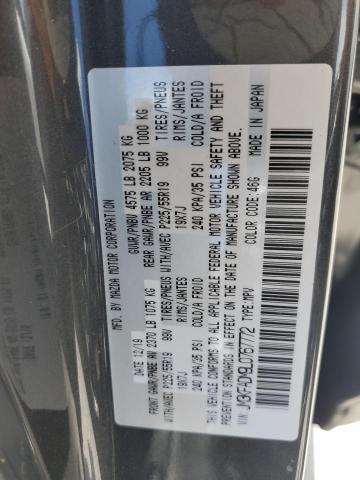 MFD. BY MAZDA MOTOR CORPORATION
12/19 GVWR/PNBV 4575 LB 2075 KG
FRONT GAWR/PNBE AV 2370 LB 1075 KG REAR GAWR/PNBE AR 2205 LB 1000 KG
WITH/AVEC P225/55R19 99V TIRES/PNEUS WITH/AVEC P225/55R19 99V TIRES/PNEUS
19X7J RIMS/JANTES 19X7J RIMS/JANTES
240 KPA/35 PSI COLD/A FROID 240 KPA/35 PSI COLD/A FROID
THIS VEHICLE CONFORMS TO ALL APPLICABLE FEDERAL MOTOR VEHICLE SAFETY AND THEFT
PREVENTION STANDARDS IN EFFECT ON THE DATE OF MANUFACTURE SHOWN ABOVE.
VIN: TYPE:MPV COLOR CODE:46G MADE IN JAPAN